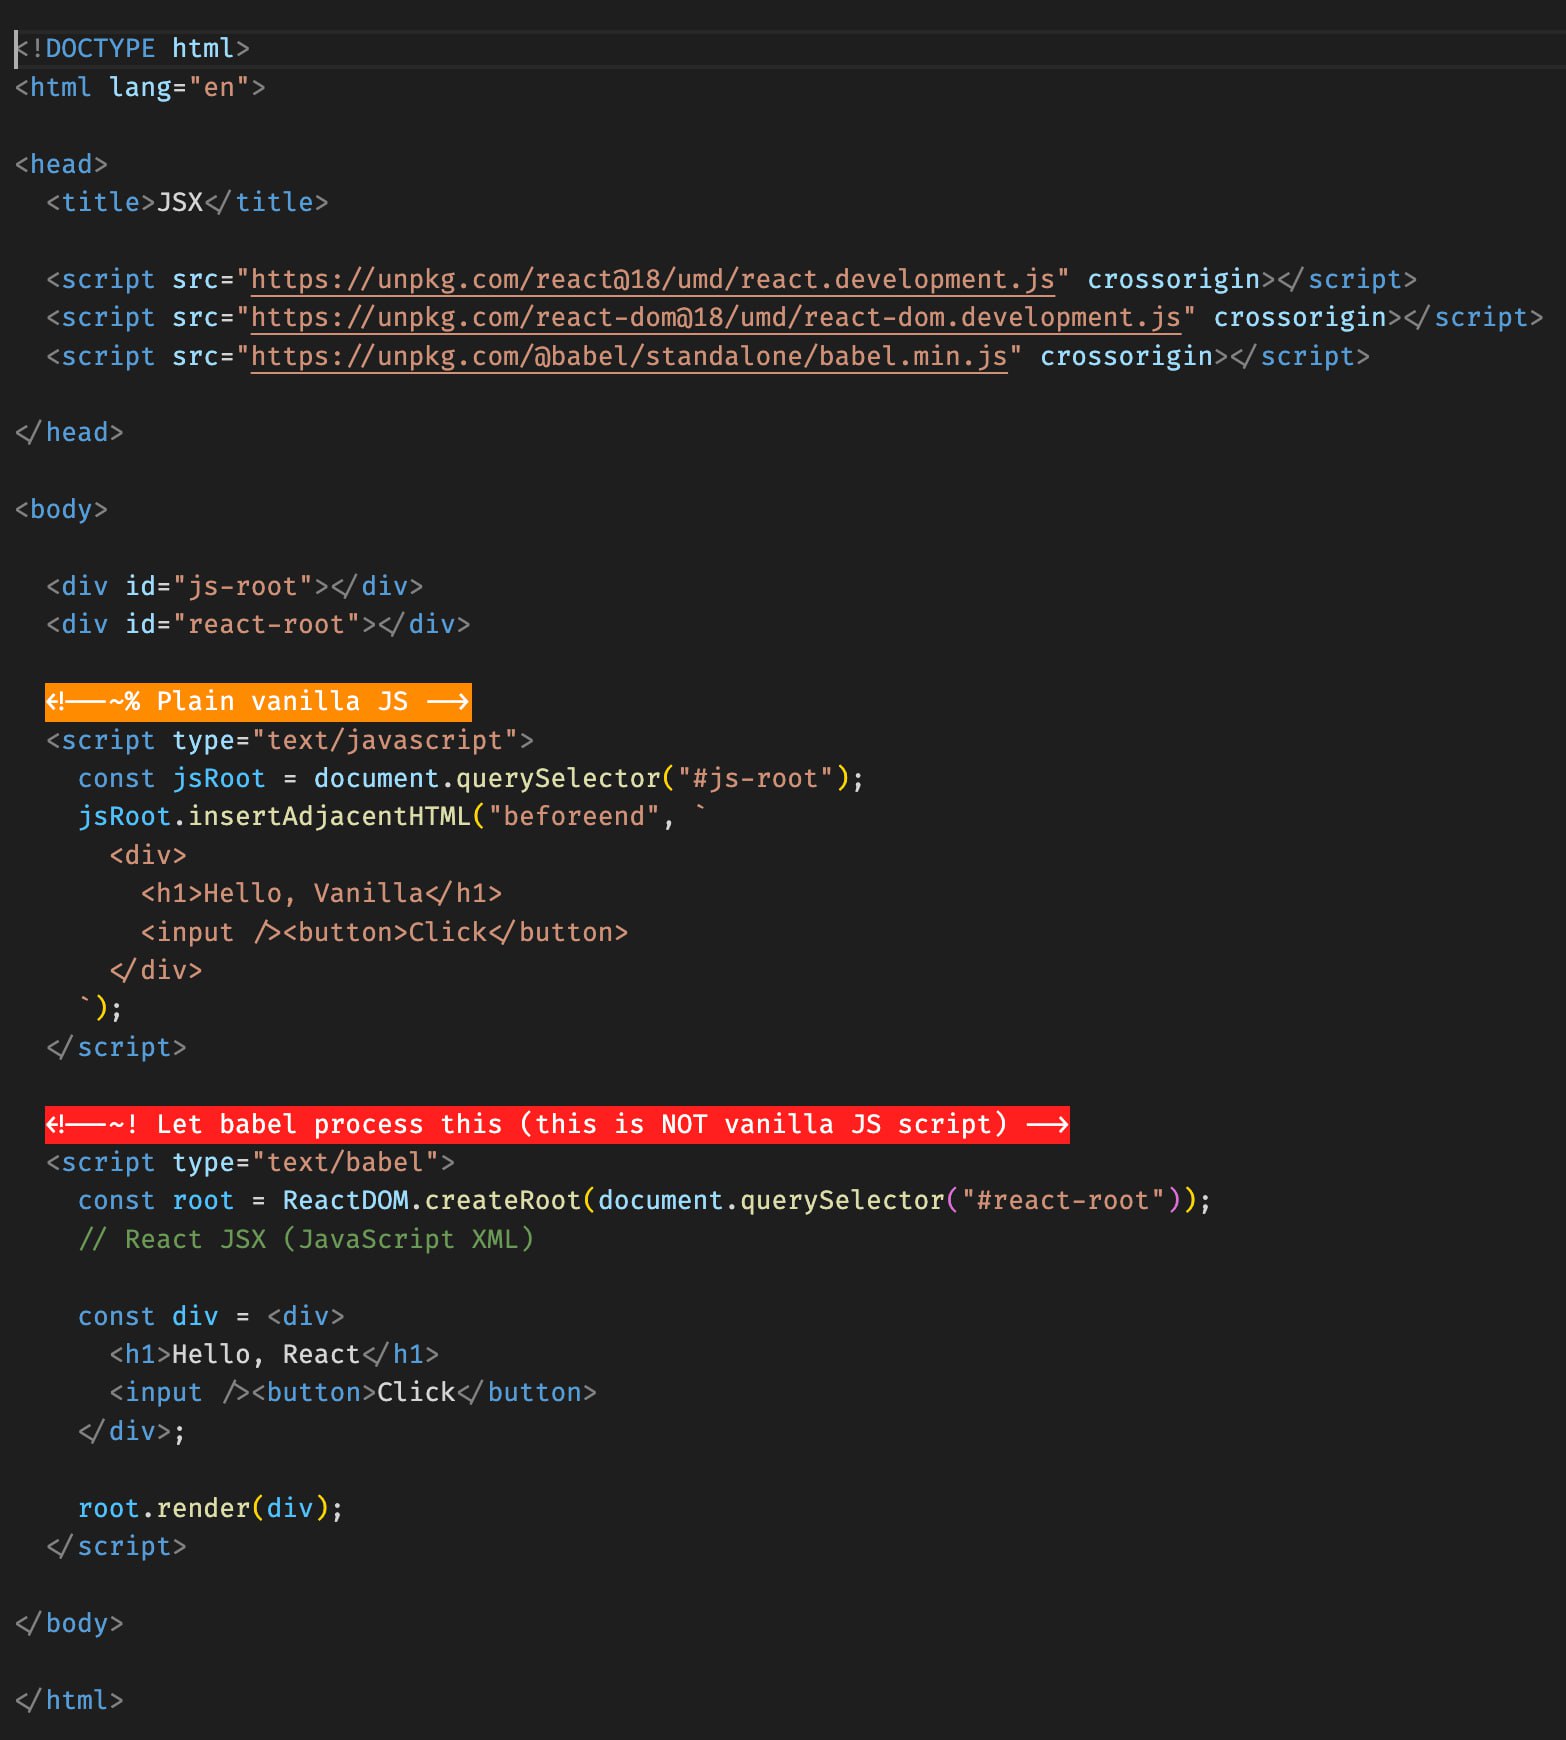 <!DOCTYPE html>
<html lang="en">
<head>
<title>JSX</title>
<script src="https://unpkg.com/react@18/umd/react.development.js" crossorigin></script>
<script src="https://unpkg.com/react-dom@18/umd/react-dom.development.js" crossorigin></script>
<script src="https://unpkg.com/@babel/standalone/babel.min.js" crossorigin></script>
</head>
<body>
<div id="js-root"></div>
<div id="react-root"></div>
<!--~% Plain vanilla JS -->
<script type="text/javascript">
const jsRoot = document.querySelector("#js-root");
jsRoot.insertAdjacentHTML("beforeend", `
<div>
<h1>Hello, Vanilla</h1>
<input /><button>Click</button>
</div>
`);
</script>
<!--~! Let babel process this (this is NOT vanilla JS script) -->
<script type="text/babel">
const root = ReactDOM.createRoot(document.querySelector("#react-root"));
// React JSX (JavaScript XML)
const div = <div>
<h1>Hello, React</h1>
<input /><button>Click</button>
</div>;
root.render(div);
</script>
</body>
</html>